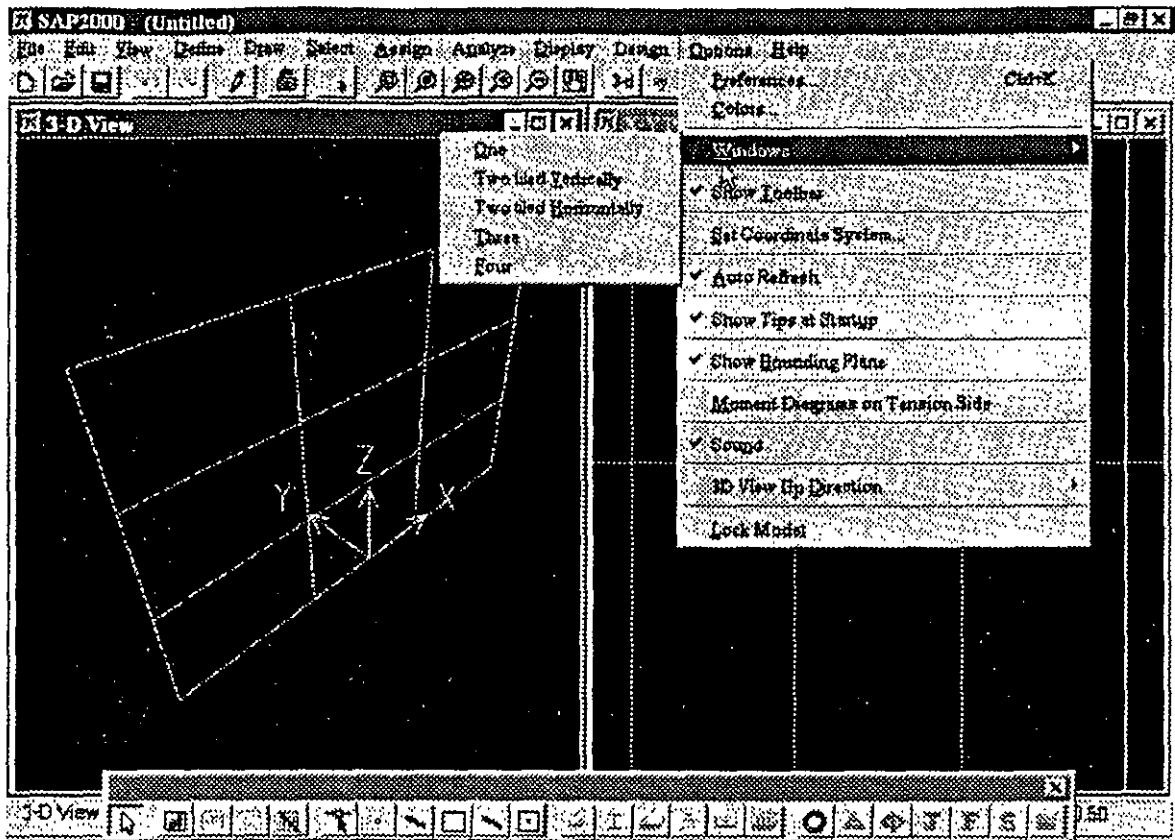 SAP2000 - (Untitled)
File Edit View Define Draw Select Assign Analyze Display Design Options Help
Preferences... Ctrl+K
Colors...
3-D View
Windows
One
Two tiled Vertically
Two tiled Horizontally
Three
Four
Show Toolbar
Set Coordinate System...
Auto Refresh
Show Tips at Startup
Show Bounding Plane
Moment Diagrams on Tension Side
Sound
3D View Up Direction
Lock Model
Z
Y
X
3-D View